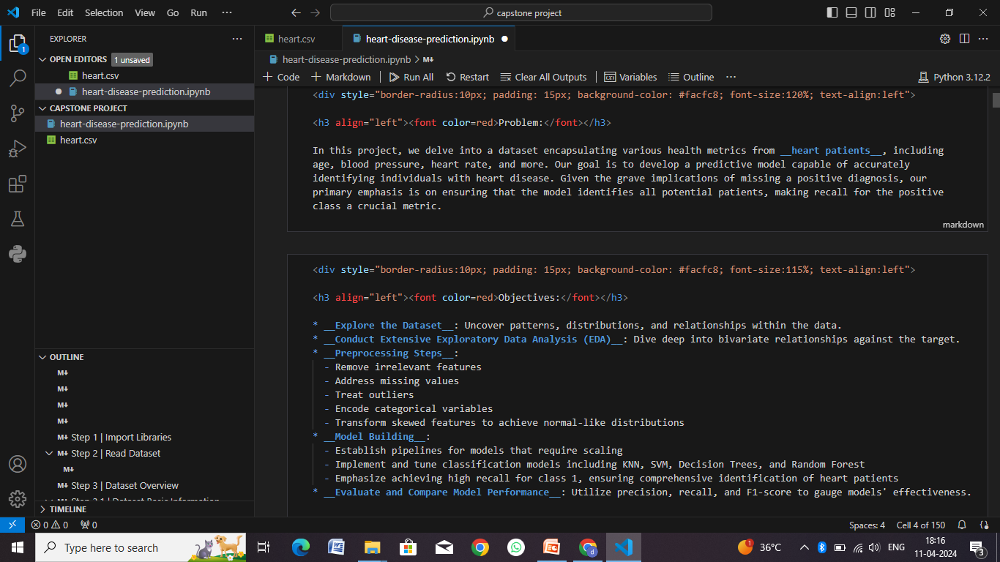 File Edit Selection View Go Run ··· capstone project
EXPLORER ···
OPEN EDITORS 1 unsaved
heart.csv
heart-disease-prediction.ipynb
CAPSTONE PROJECT
heart-disease-prediction.ipynb
heart.csv
OUTLINE
M↓
M↓
M↓
M↓
M↓ Step 1 | Import Libraries
M↓ Step 2 | Read Dataset
M↓
M↓ Step 3 | Dataset Overview
M↓ Step 3.1 | Dataset Basic Information
TIMELINE
heart.csv heart-disease-prediction.ipynb
heart-disease-prediction.ipynb > M↓
+ Code + Markdown Run All Restart Clear All Outputs Variables Outline ··· Python 3.12.2
<div style="border-radius:10px; padding: 15px; background-color: #facfc8; font-size:120%; text-align:left">
<h3 align="left"><font color=red>Problem:</font></h3>
In this project, we delve into a dataset encapsulating various health metrics from __heart patients__, including
age, blood pressure, heart rate, and more. Our goal is to develop a predictive model capable of accurately
identifying individuals with heart disease. Given the grave implications of missing a positive diagnosis, our
primary emphasis is on ensuring that the model identifies all potential patients, making recall for the positive
class a crucial metric.
markdown
<div style="border-radius:10px; padding: 15px; background-color: #facfc8; font-size:115%; text-align:left">
<h3 align="left"><font color=red>Objectives:</font></h3>
* __Explore the Dataset__: Uncover patterns, distributions, and relationships within the data.
* __Conduct Extensive Exploratory Data Analysis (EDA)__: Dive deep into bivariate relationships against the target.
* __Preprocessing Steps__:
- Remove irrelevant features
- Address missing values
- Treat outliers
- Encode categorical variables
- Transform skewed features to achieve normal-like distributions
* __Model Building__:
- Establish pipelines for models that require scaling
- Implement and tune classification models including KNN, SVM, Decision Trees, and Random Forest
- Emphasize achieving high recall for class 1, ensuring comprehensive identification of heart patients
* __Evaluate and Compare Model Performance__: Utilize precision, recall, and F1-score to gauge models' effectiveness.
0 0 0 Spaces: 4 Cell 4 of 150
Type here to search 36°C ENG 18:16
11-04-2024 3